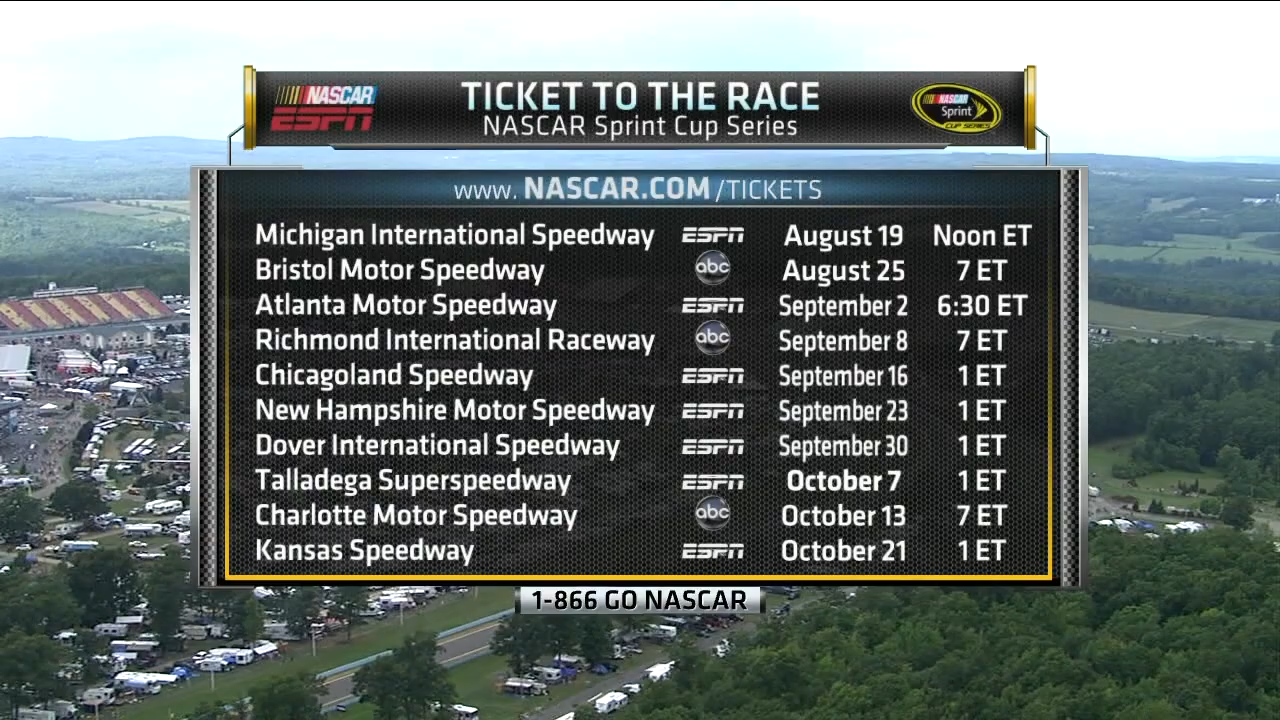 NASCAR
ESPN
TICKET TO THE RACE
NASCAR Sprint Cup Series
NASCAR
Sprint
CUP SERIES
www.NASCAR.COM/TICKETS
Michigan International Speedway ESPN August 19 Noon ET
Bristol Motor Speedway abc August 25 7 ET
Atlanta Motor Speedway ESPN September 2 6:30 ET
Richmond International Raceway abc September 8 7 ET
Chicagoland Speedway ESPN September 16 1 ET
New Hampshire Motor Speedway ESPN September 23 1 ET
Dover International Speedway ESPN September 30 1 ET
Talladega Superspeedway ESPN October 7 1 ET
Charlotte Motor Speedway abc October 13 7 ET
Kansas Speedway ESPN October 21 1 ET
1-866 GO NASCAR